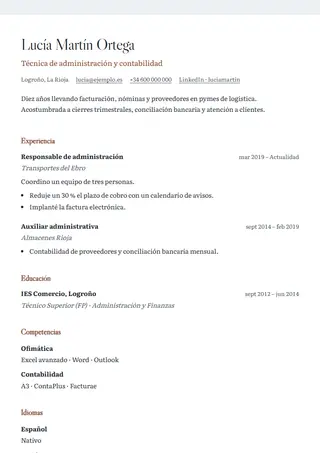 Lucía Martín Ortega
Técnica de administración y contabilidad
Logroño, La Rioja lucia@ejemplo.es +34 600 000 000 LinkedIn · luciamartin
Diez años llevando facturación, nóminas y proveedores en pymes de logística.
Acostumbrada a cierres trimestrales, conciliación bancaria y atención a clientes.
Experiencia
Responsable de administración mar 2019 – Actualidad
Transportes del Ebro
Coordino un equipo de tres personas.
• Reduje un 30 % el plazo de cobro con un calendario de avisos.
• Implanté la factura electrónica.
Auxiliar administrativa sept 2014 – feb 2019
Almacenes Rioja
• Contabilidad de proveedores y conciliación bancaria mensual.
Educación
IES Comercio, Logroño sept 2012 – jun 2014
Técnico Superior (FP) · Administración y Finanzas
Competencias
Ofimática
Excel avanzado · Word · Outlook
Contabilidad
A3 · ContaPlus · Facturae
Idiomas
Español
Nativo